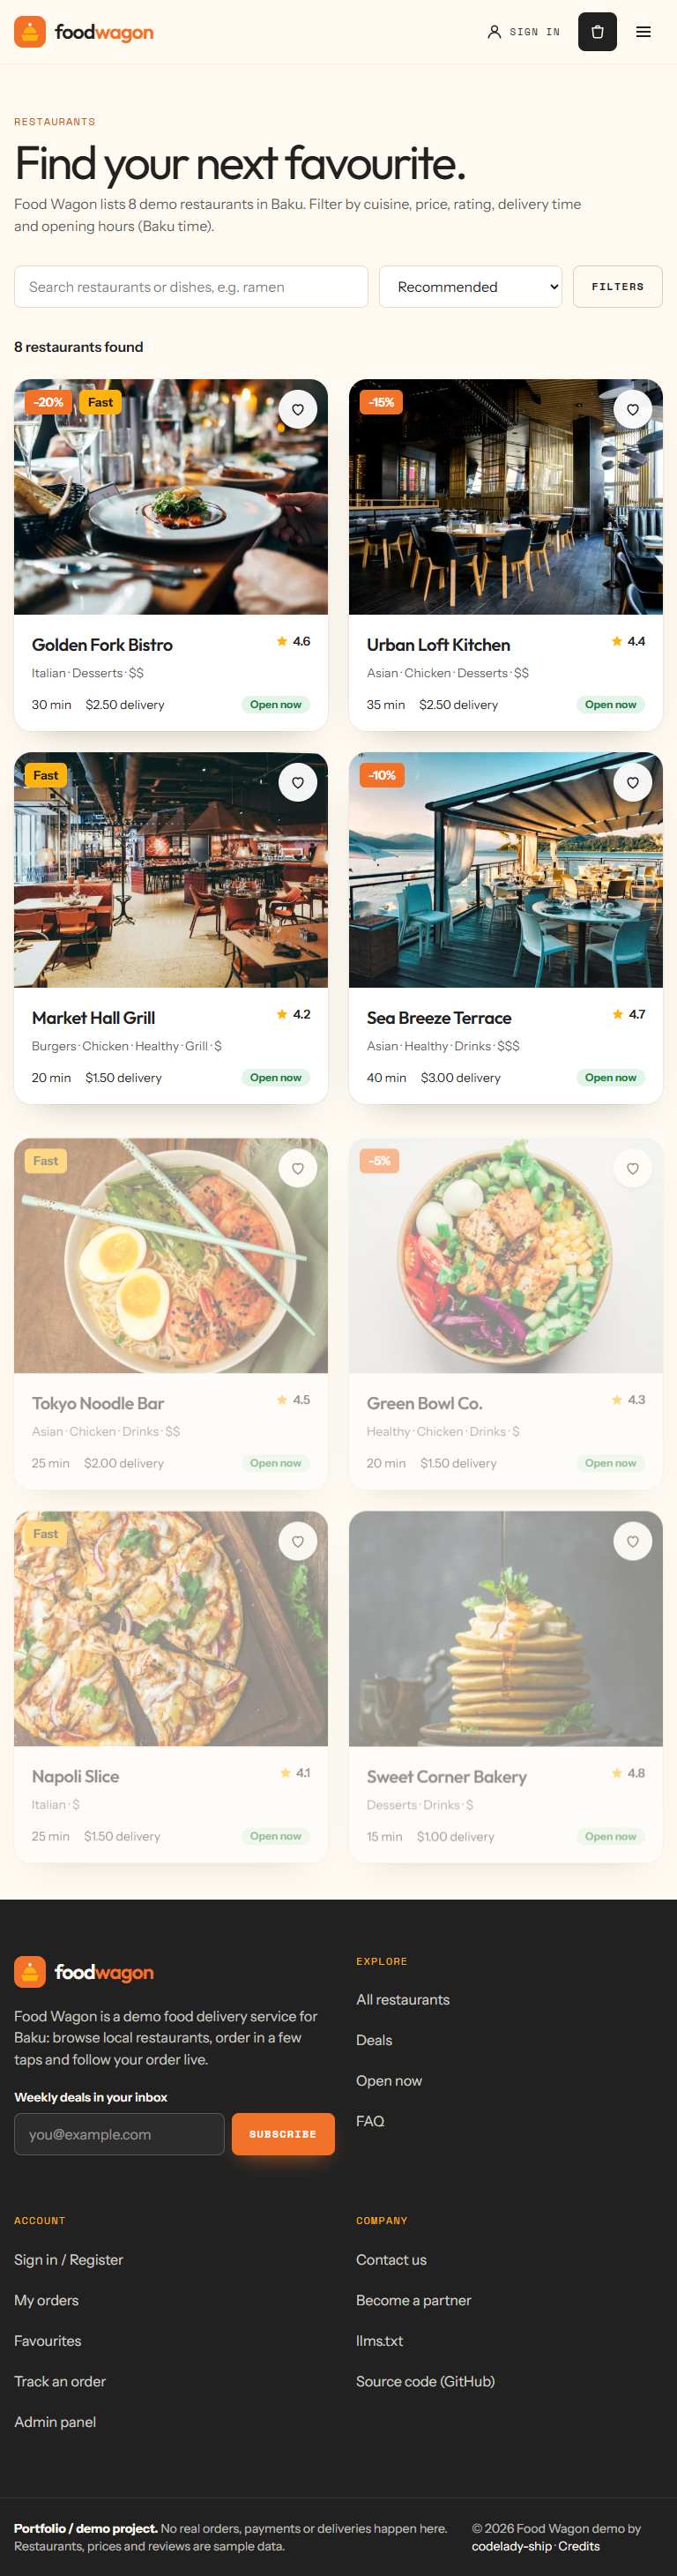 foodwagon
SIGN IN
RESTAURANTS
Find your next favourite.
Food Wagon lists 8 demo restaurants in Baku. Filter by cuisine, price, rating, delivery time
and opening hours (Baku time).
Search restaurants or dishes, e.g. ramen
Recommended
FILTERS
8 restaurants found
-20% Fast
Golden Fork Bistro 4.6
Italian · Desserts · $$
30 min $2.50 delivery Open now
-15%
Urban Loft Kitchen 4.4
Asian · Chicken · Desserts · $$
35 min $2.50 delivery Open now
Fast
Market Hall Grill 4.2
Burgers · Chicken · Healthy · Grill · $
20 min $1.50 delivery Open now
-10%
Sea Breeze Terrace 4.7
Asian · Healthy · Drinks · $$$
40 min $3.00 delivery Open now
Fast
Tokyo Noodle Bar 4.5
Asian · Chicken · Drinks · $$
25 min $2.00 delivery Open now
-5%
Green Bowl Co. 4.3
Healthy · Chicken · Drinks · $
20 min $1.50 delivery Open now
Fast
Napoli Slice 4.1
Italian · $
25 min $1.50 delivery Open now
Sweet Corner Bakery 4.8
Desserts · Drinks · $
15 min $1.00 delivery Open now
foodwagon
Food Wagon is a demo food delivery service for
Baku: browse local restaurants, order in a few
taps and follow your order live.
Weekly deals in your inbox
you@example.com
SUBSCRIBE
EXPLORE
All restaurants
Deals
Open now
FAQ
ACCOUNT
Sign in / Register
My orders
Favourites
Track an order
Admin panel
COMPANY
Contact us
Become a partner
llms.txt
Source code (GitHub)
Portfolio / demo project. No real orders, payments or deliveries happen here.
Restaurants, prices and reviews are sample data.
© 2026 Food Wagon demo by
codelady-ship · Credits